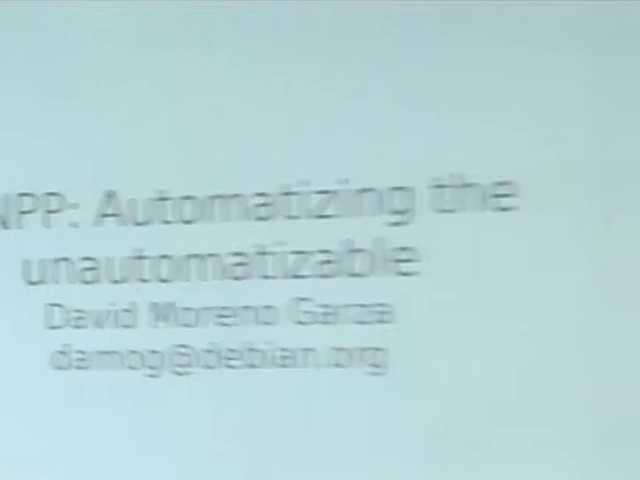 NPP: Automatizing the
unautomatizable
David Moreno Garza
damog@debian.org